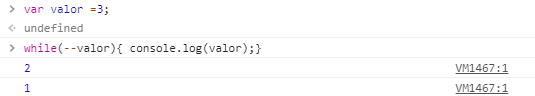 > var valor =3;
< undefined
> while(--valor){ console.log(valor);}
2 VM1467:1
1 VM1467:1